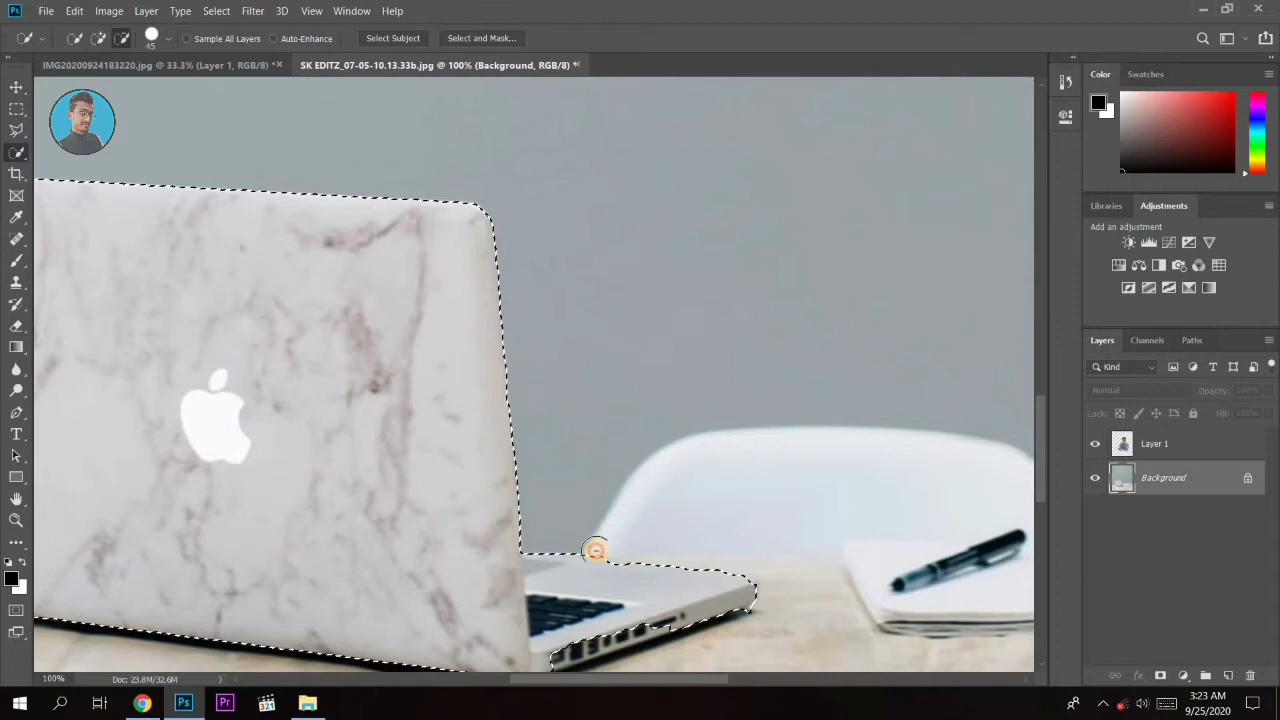 File Edit Image Layer Type Select Filter 3D View Window Help
45 Sample All Layers Auto-Enhance Select Subject Select and Mask...
IMG20200924183220.jpg @ 33.3% (Layer 1, RGB/8) * SK EDITZ_07-05-10.13.33b.jpg @ 100% (Background, RGB/8) *
Color Swatches
Libraries Adjustments
Add an adjustment
Layers Channels Paths
Kind
Normal Opacity: 100%
Lock: Fill: 100%
Layer 1
Background
100% Doc: 23.8M/32.6M
3:23 AM
9/25/2020